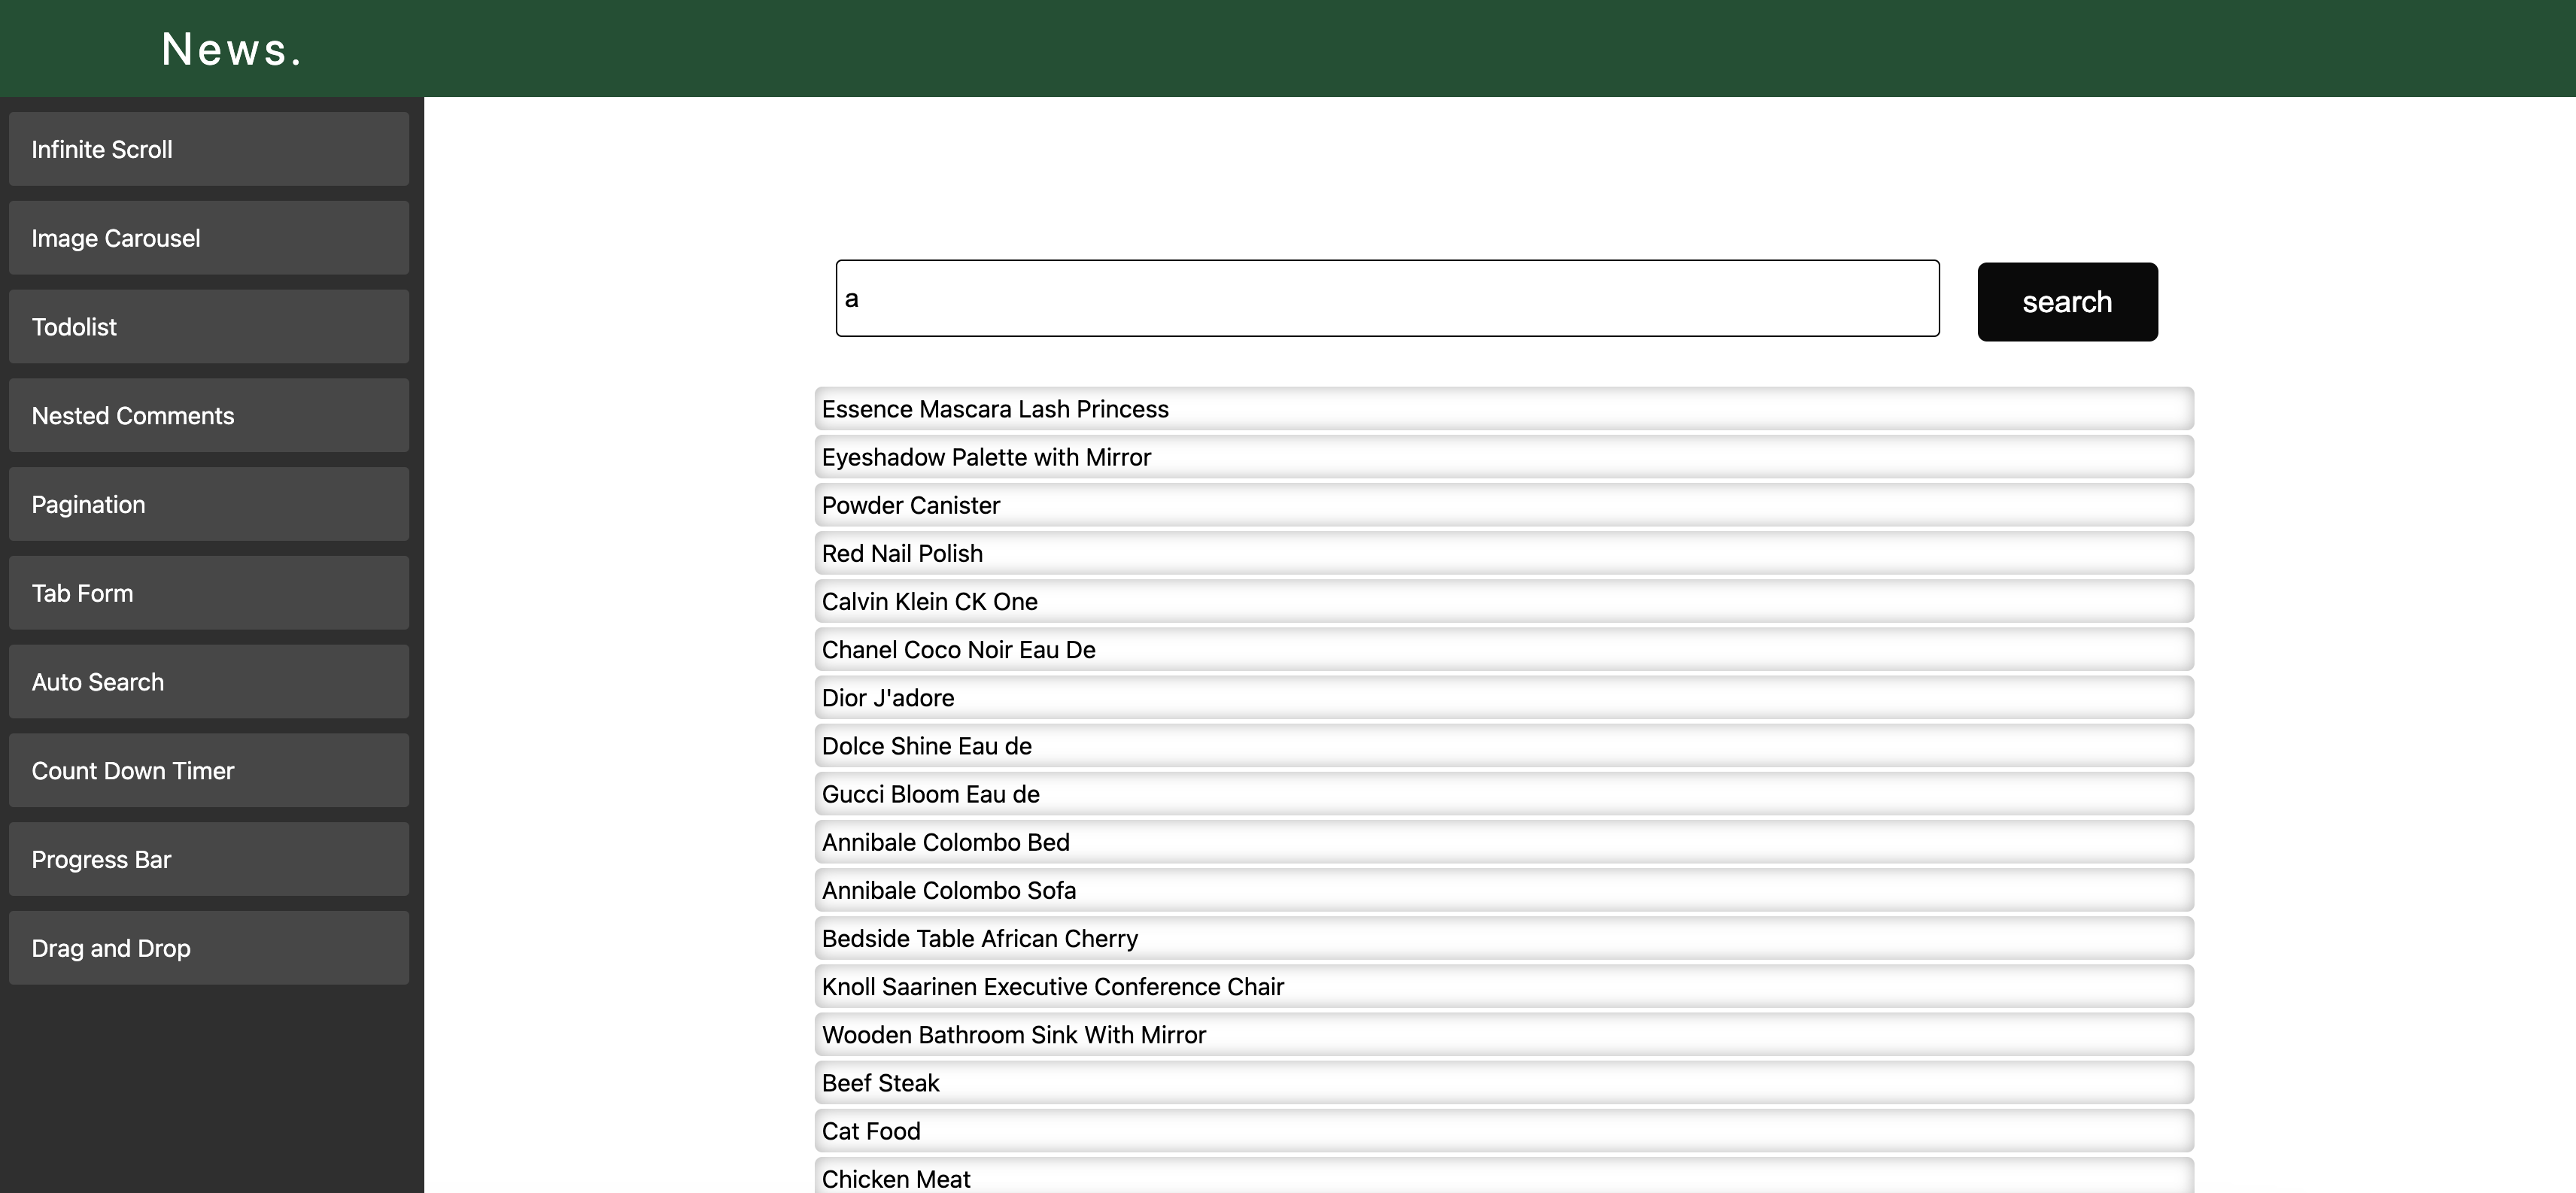 News.
Infinite Scroll
Image Carousel
Todolist
Nested Comments
Pagination
Tab Form
Auto Search
Count Down Timer
Progress Bar
Drag and Drop
a
search
Essence Mascara Lash Princess
Eyeshadow Palette with Mirror
Powder Canister
Red Nail Polish
Calvin Klein CK One
Chanel Coco Noir Eau De
Dior J'adore
Dolce Shine Eau de
Gucci Bloom Eau de
Annibale Colombo Bed
Annibale Colombo Sofa
Bedside Table African Cherry
Knoll Saarinen Executive Conference Chair
Wooden Bathroom Sink With Mirror
Beef Steak
Cat Food
Chicken Meat